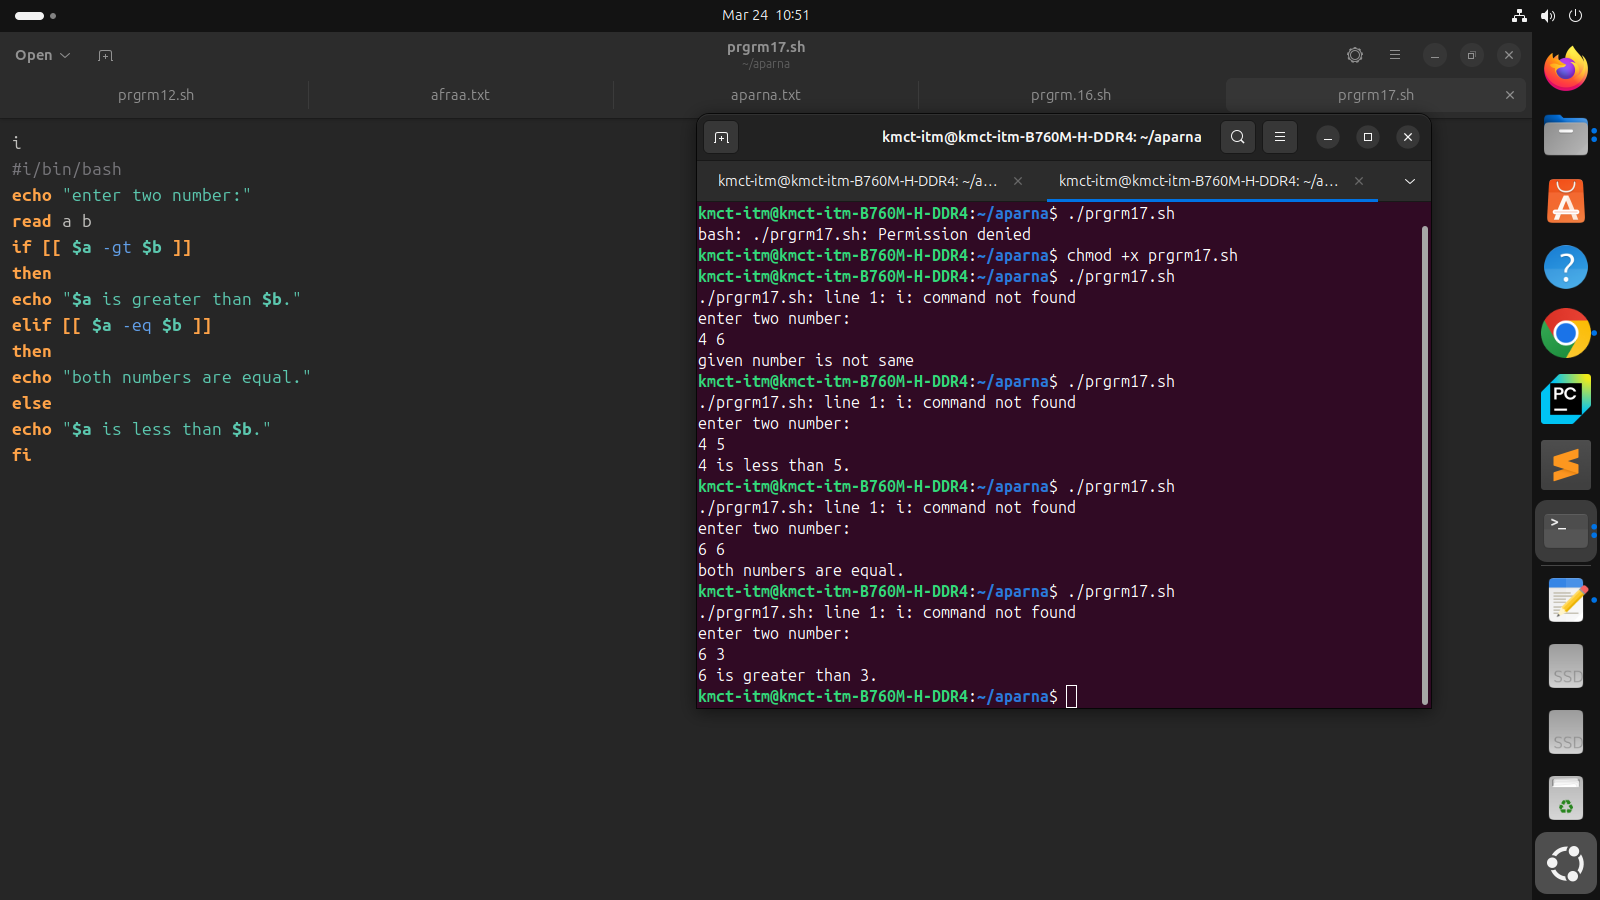 Mar 24 10:51
Open
prgrm17.sh
~/aparna
prgrm12.sh
afraa.txt
aparna.txt
prgrm.16.sh
prgrm17.sh
i
#i/bin/bash
echo "enter two number:"
read a b
if [[ $a -gt $b ]]
then
echo "$a is greater than $b."
elif [[ $a -eq $b ]]
then
echo "both numbers are equal."
else
echo "$a is less than $b."
fi
kmct-itm@kmct-itm-B760M-H-DDR4: ~/aparna
kmct-itm@kmct-itm-B760M-H-DDR4: ~/a...
kmct-itm@kmct-itm-B760M-H-DDR4: ~/a...
kmct-itm@kmct-itm-B760M-H-DDR4:~/aparna$ ./prgrm17.sh
bash: ./prgrm17.sh: Permission denied
kmct-itm@kmct-itm-B760M-H-DDR4:~/aparna$ chmod +x prgrm17.sh
kmct-itm@kmct-itm-B760M-H-DDR4:~/aparna$ ./prgrm17.sh
./prgrm17.sh: line 1: i: command not found
enter two number:
4 6
given number is not same
kmct-itm@kmct-itm-B760M-H-DDR4:~/aparna$ ./prgrm17.sh
./prgrm17.sh: line 1: i: command not found
enter two number:
4 5
4 is less than 5.
kmct-itm@kmct-itm-B760M-H-DDR4:~/aparna$ ./prgrm17.sh
./prgrm17.sh: line 1: i: command not found
enter two number:
6 6
both numbers are equal.
kmct-itm@kmct-itm-B760M-H-DDR4:~/aparna$ ./prgrm17.sh
./prgrm17.sh: line 1: i: command not found
enter two number:
6 3
6 is greater than 3.
kmct-itm@kmct-itm-B760M-H-DDR4:~/aparna$
PC
SSD
SSD